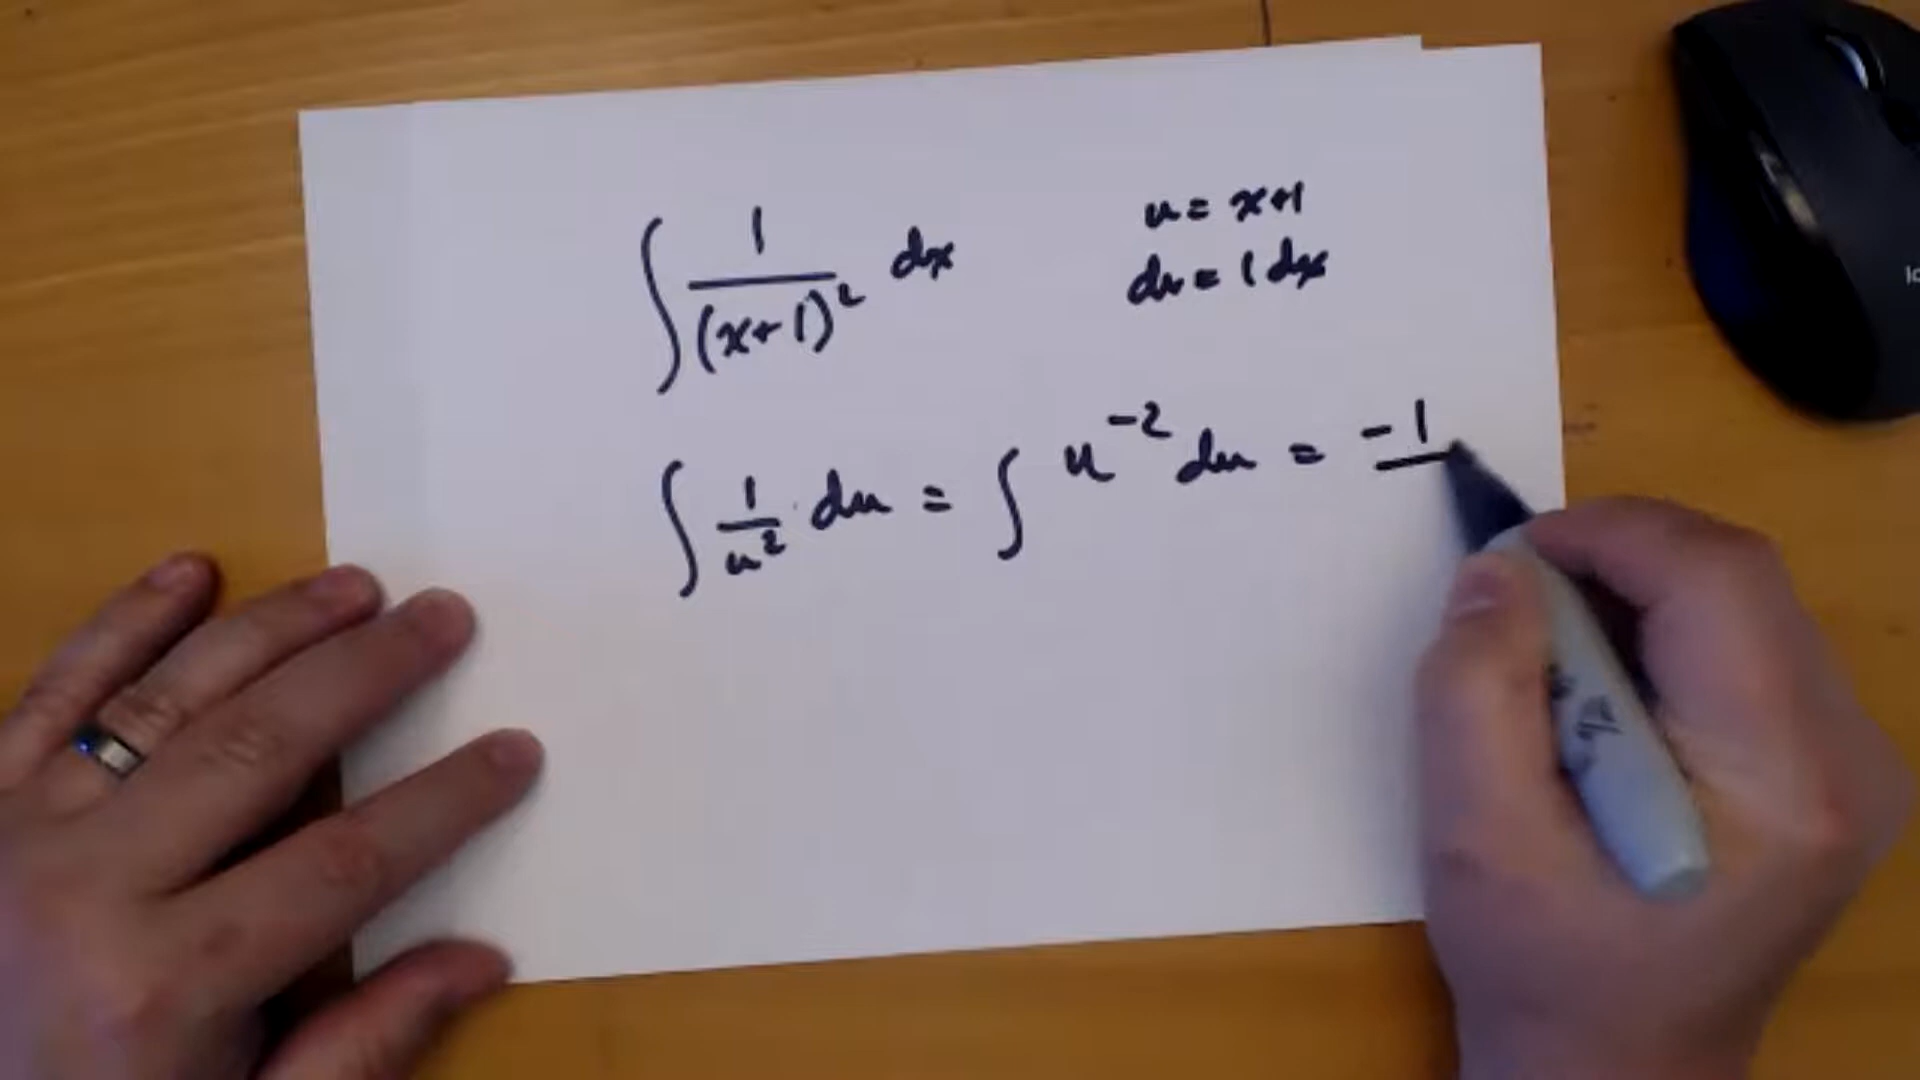 ∫ 1/(x+1)² dx
u = x+1
du = 1 dx
∫ 1/u² · du = ∫ u⁻² du = -1/